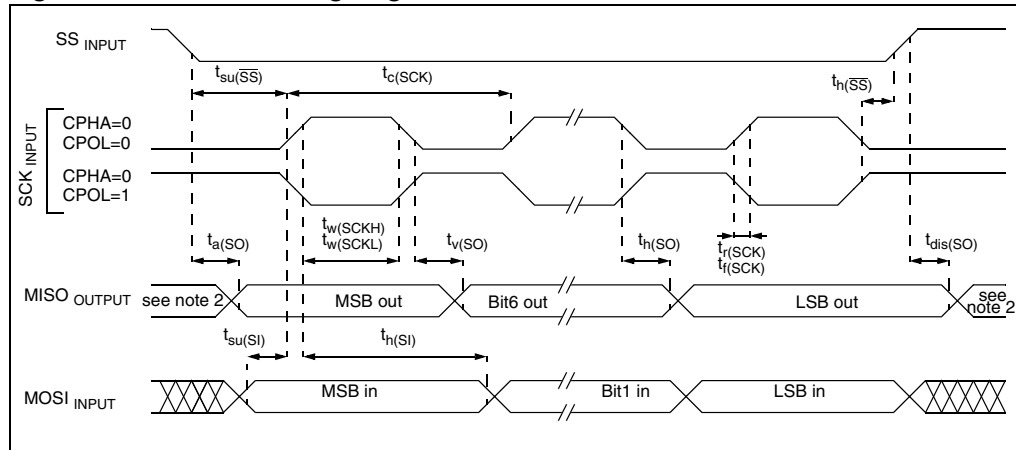 SS INPUT
tsu(S̅S̅)
tc(SCK)
th(S̅S̅)
SCK INPUT
CPHA=0
CPOL=0
CPHA=0
CPOL=1
ta(SO)
tw(SCKH)
tw(SCKL)
tv(SO)
th(SO)
tr(SCK)
tf(SCK)
tdis(SO)
MISO OUTPUT
see note 2
MSB out
Bit6 out
LSB out
see
note 2
tsu(SI)
th(SI)
MOSI INPUT
MSB in
Bit1 in
LSB in